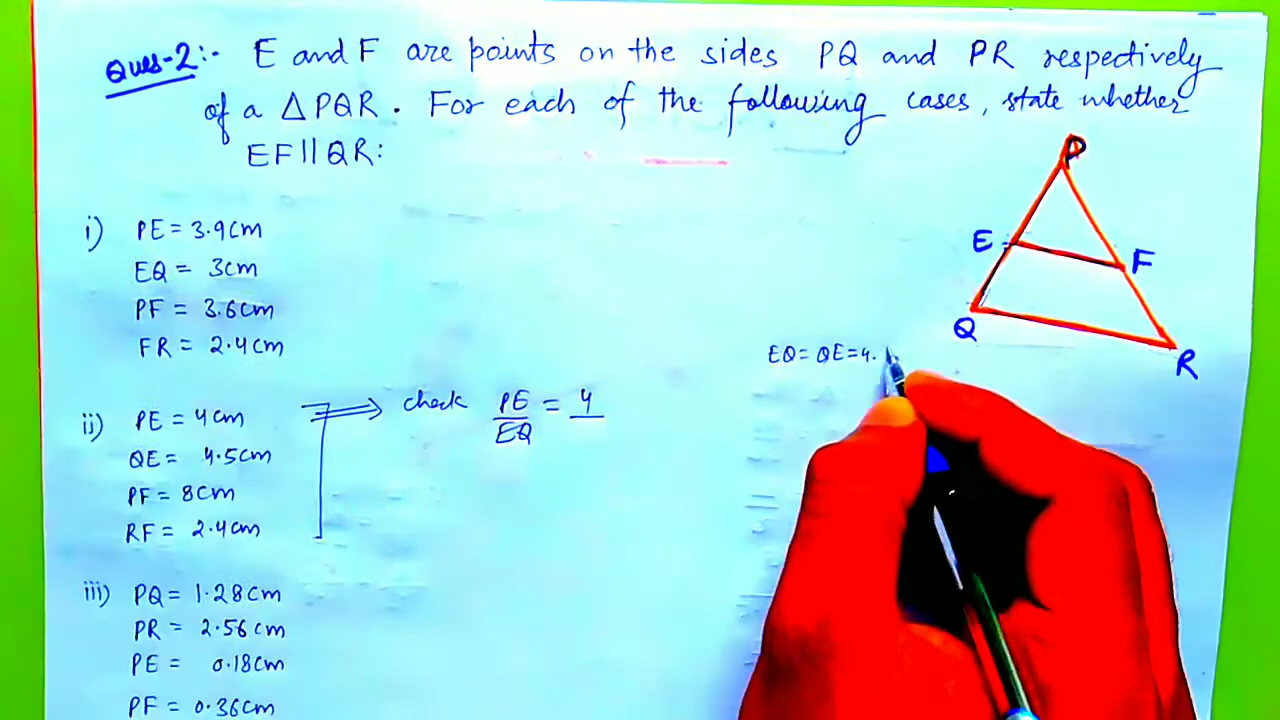 Ques-2:- E and F are points on the sides PQ and PR respectively
of a △PQR. For each of the following cases, state whether
EF||QR:
P
E
F
Q
R
i) PE = 3.9cm
EQ = 3cm
PF = 3.6cm
FR = 2.4cm
EQ = QE = 4.
ii) PE = 4cm
QE = 4.5cm
PF = 8cm
RF = 2.4cm
check PE/EQ = 4
iii) PQ = 1.28cm
PR = 2.56cm
PE = 0.18cm
PF = 0.36cm